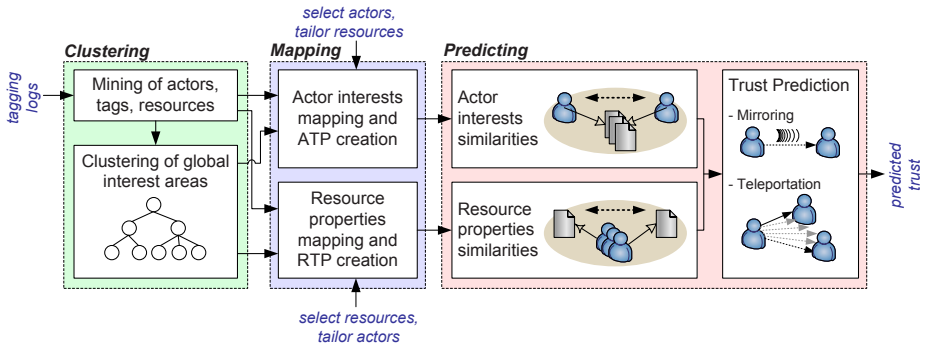 select actors,
tailor resources
Clustering
Mapping
Predicting
tagging
logs
Mining of actors,
tags, resources
Clustering of global
interest areas
Actor interests
mapping and
ATP creation
Resource
properties
mapping and
RTP creation
Actor
interests
similarities
Resource
properties
similarities
Trust Prediction
- Mirroring
- Teleportation
predicted
trust
select resources,
tailor actors